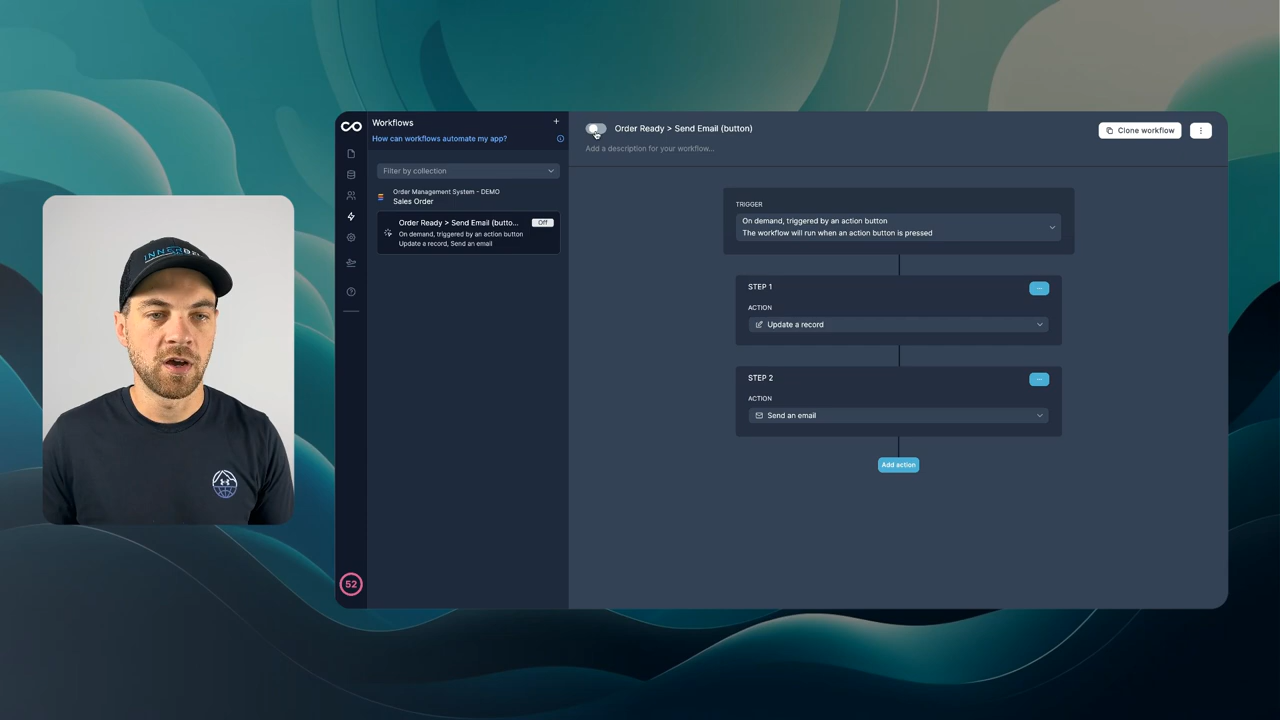 Workflows
+
How can workflows automate my app?
Filter by collection
Order Management System - DEMO
Sales Order
Order Ready > Send Email (butto...
Off
On demand, triggered by an action button
Update a record, Send an email
52
Order Ready > Send Email (button)
Add a description for your workflow...
Clone workflow
TRIGGER
On demand, triggered by an action button
The workflow will run when an action button is pressed
STEP 1
ACTION
Update a record
STEP 2
ACTION
Send an email
Add action